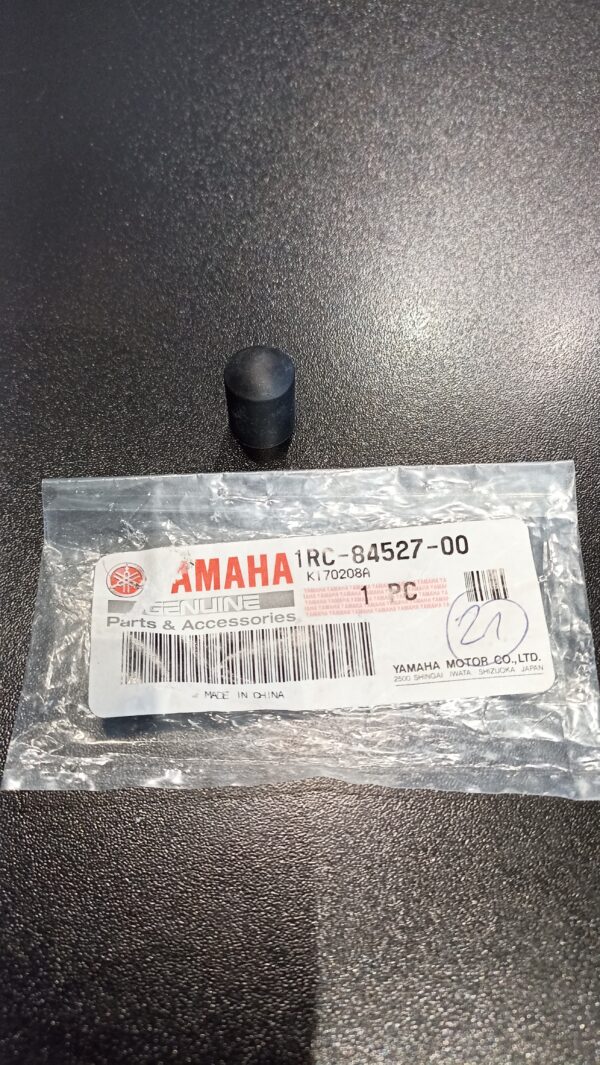 AMAHA
1RC-84527-00
K170208A
GENUINE
1 PC
Parts & Accessories
21
YAMAHA MOTOR CO.,LTD.
2500 SHINGAI IWATA SHIZUOKA JAPAN
MADE IN CHINA